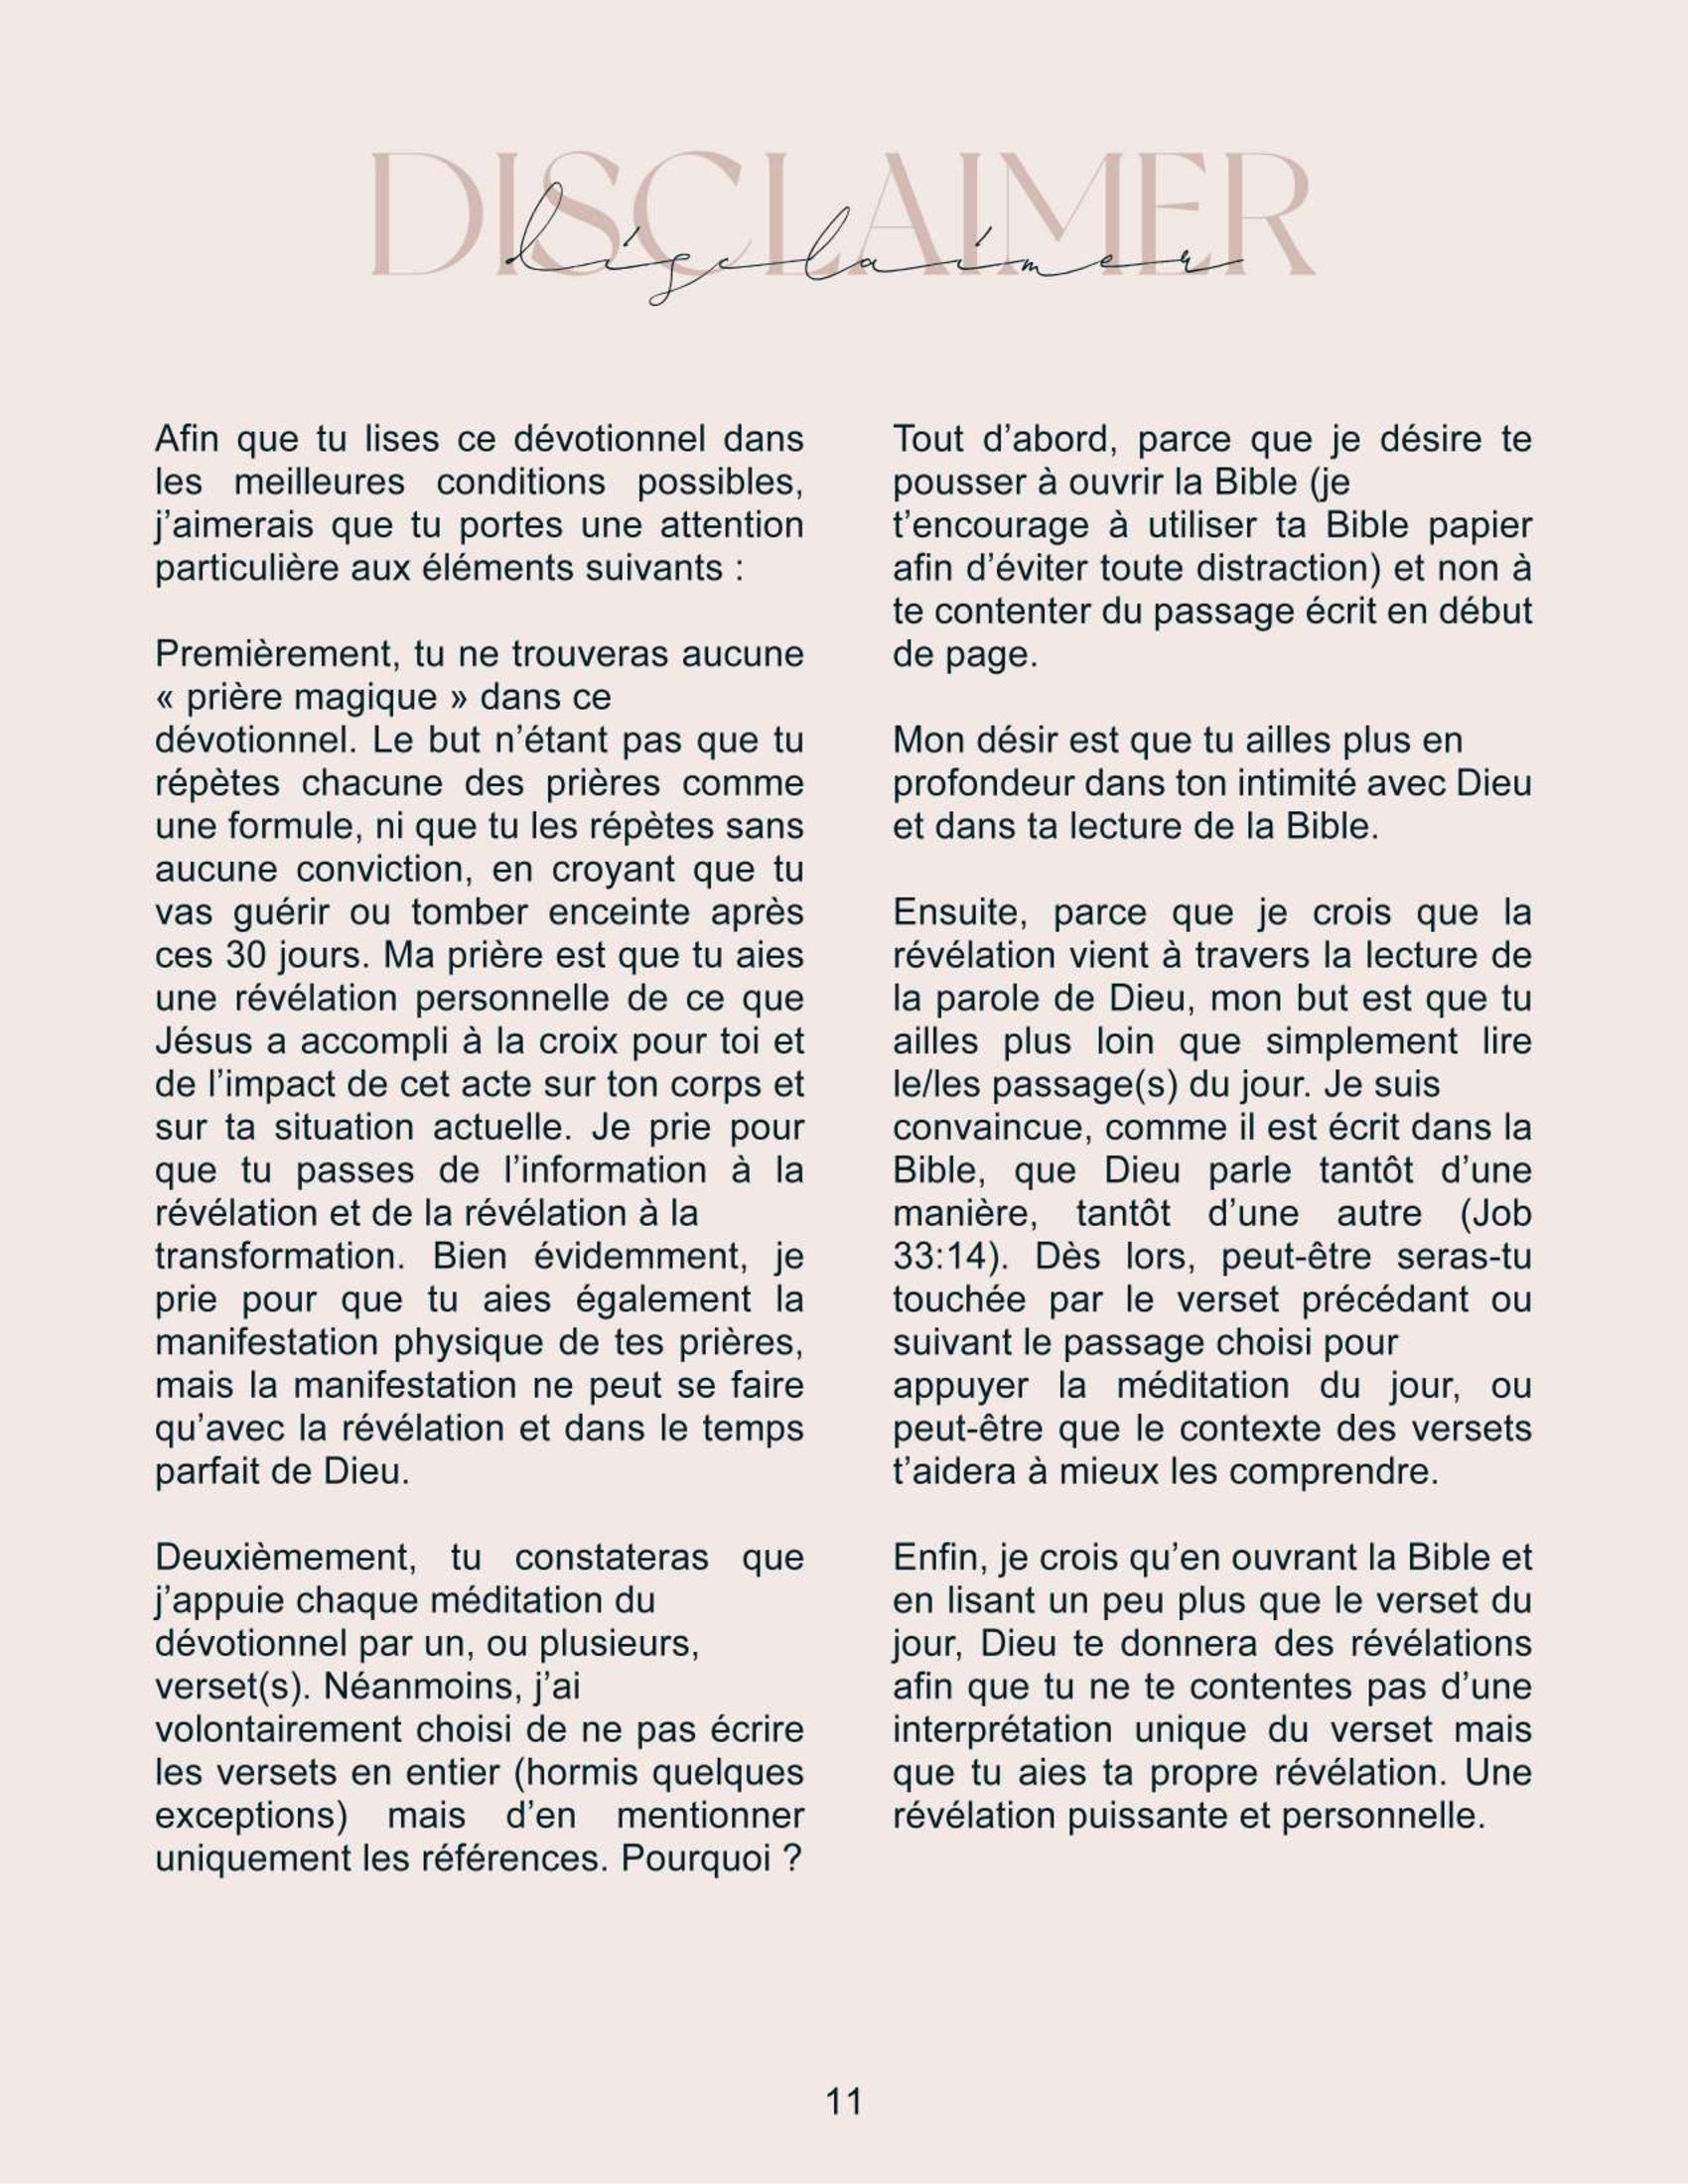 DISCLAIMER
disclaimer
Afin que tu lises ce dévotionnel dans
les meilleures conditions possibles,
j’aimerais que tu portes une attention
particulière aux éléments suivants :
Premièrement, tu ne trouveras aucune
« prière magique » dans ce
dévotionnel. Le but n’étant pas que tu
répètes chacune des prières comme
une formule, ni que tu les répètes sans
aucune conviction, en croyant que tu
vas guérir ou tomber enceinte après
ces 30 jours. Ma prière est que tu aies
une révélation personnelle de ce que
Jésus a accompli à la croix pour toi et
de l’impact de cet acte sur ton corps et
sur ta situation actuelle. Je prie pour
que tu passes de l’information à la
révélation et de la révélation à la
transformation. Bien évidemment, je
prie pour que tu aies également la
manifestation physique de tes prières,
mais la manifestation ne peut se faire
qu’avec la révélation et dans le temps
parfait de Dieu.
Deuxièmement, tu constateras que
j’appuie chaque méditation du
dévotionnel par un, ou plusieurs,
verset(s). Néanmoins, j’ai
volontairement choisi de ne pas écrire
les versets en entier (hormis quelques
exceptions) mais d’en mentionner
uniquement les références. Pourquoi ?
Tout d’abord, parce que je désire te
pousser à ouvrir la Bible (je
t’encourage à utiliser ta Bible papier
afin d’éviter toute distraction) et non à
te contenter du passage écrit en début
de page.
Mon désir est que tu ailles plus en
profondeur dans ton intimité avec Dieu
et dans ta lecture de la Bible.
Ensuite, parce que je crois que la
révélation vient à travers la lecture de
la parole de Dieu, mon but est que tu
ailles plus loin que simplement lire
le/les passage(s) du jour. Je suis
convaincue, comme il est écrit dans la
Bible, que Dieu parle tantôt d’une
manière, tantôt d’une autre (Job
33:14). Dès lors, peut-être seras-tu
touchée par le verset précédant ou
suivant le passage choisi pour
appuyer la méditation du jour, ou
peut-être que le contexte des versets
t’aidera à mieux les comprendre.
Enfin, je crois qu’en ouvrant la Bible et
en lisant un peu plus que le verset du
jour, Dieu te donnera des révélations
afin que tu ne te contentes pas d’une
interprétation unique du verset mais
que tu aies ta propre révélation. Une
révélation puissante et personnelle.
11